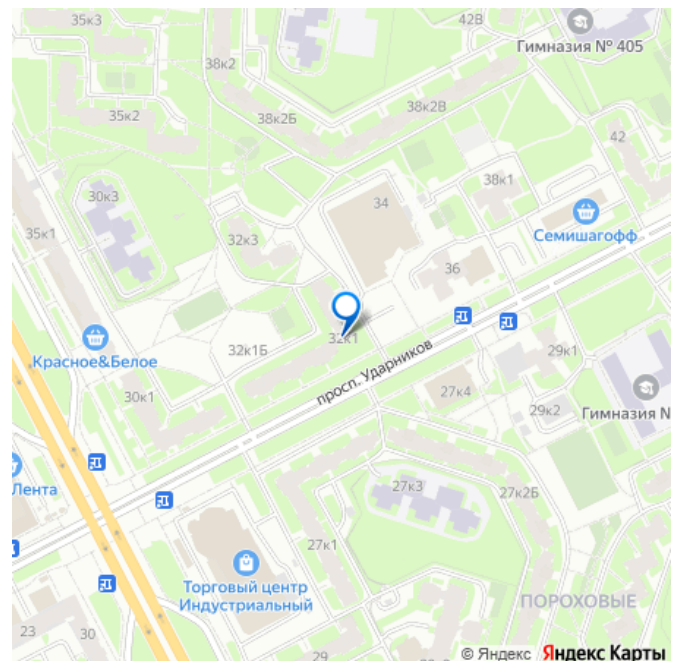 35к3
42В
Гимназия № 405
38к2
35к2
38к2Б
38к2В
42
38к1
30к3
34
35к1
32к3
Семишагофф
36
Красное&Белое
32к1Б
32к1
просп. Ударников
29к1
30к1
27к4
29к2
Гимназия N
Лента
27к3
27к2Б
27к1
Торговый центр
Индустриальный
ПОРОХОВЫЕ
23
30
29
© Яндекс Яндекс Карты